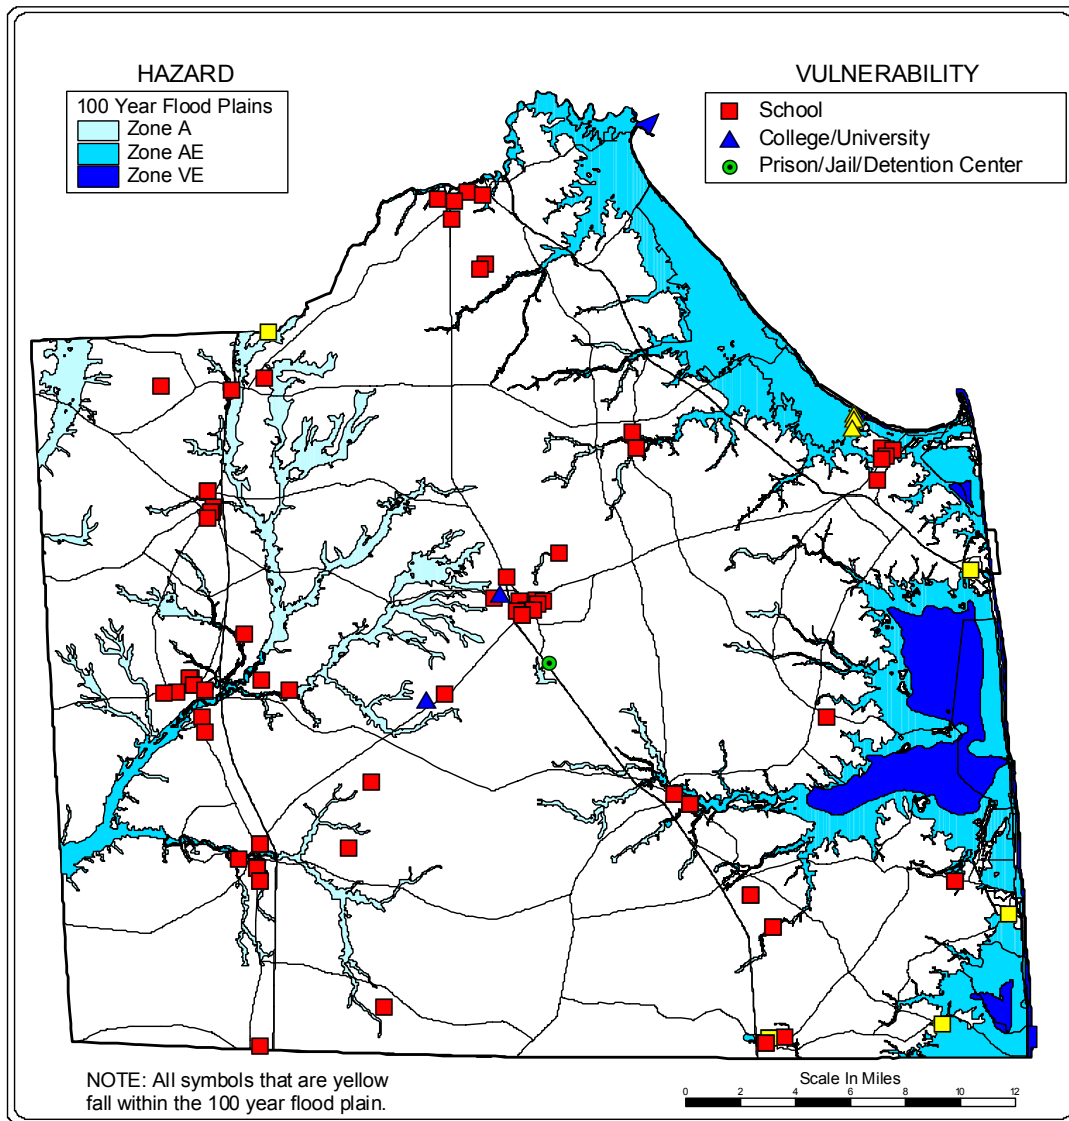 HAZARD
100 Year Flood Plains
Zone A
Zone AE
Zone VE
VULNERABILITY
School
College/University
Prison/Jail/Detention Center
NOTE: All symbols that are yellow
fall within the 100 year flood plain.
Scale In Miles
0 2 4 6 8 10 12